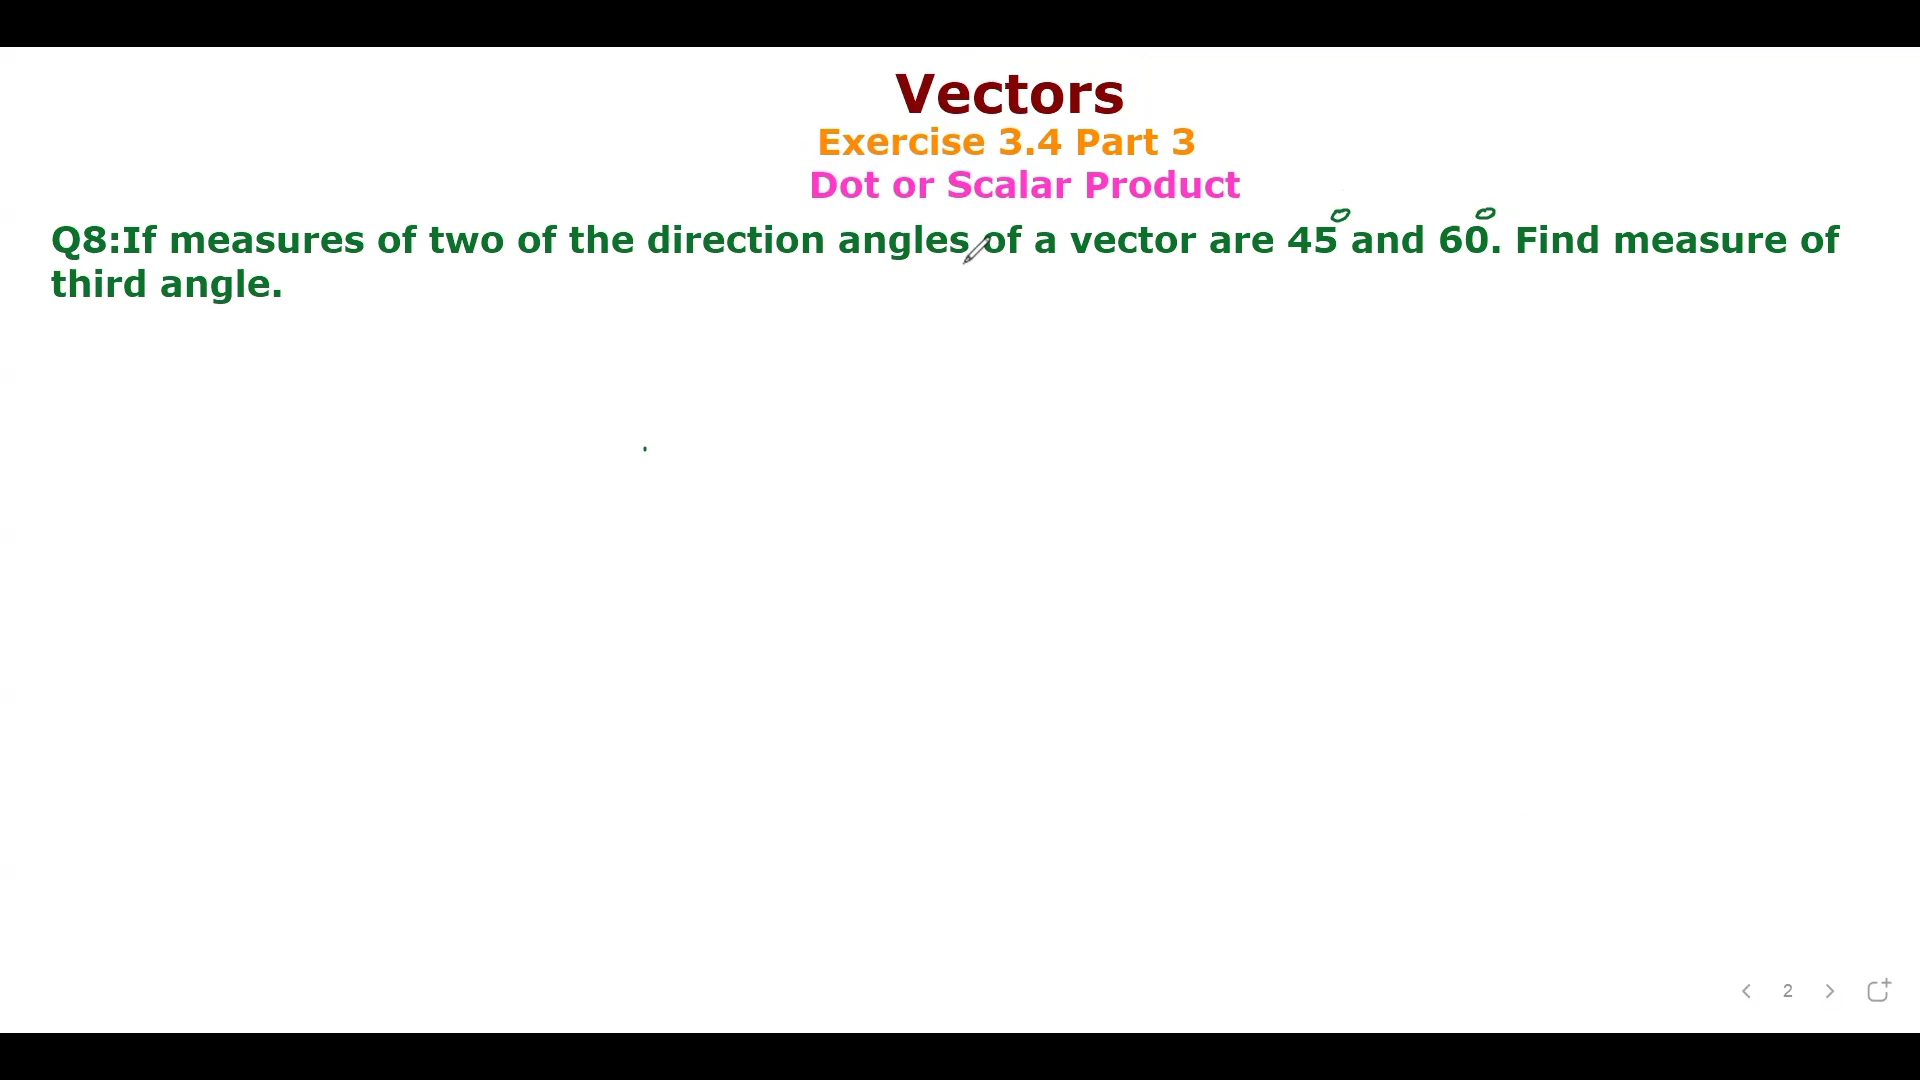 Vectors
Exercise 3.4 Part 3
Dot or Scalar Product
Q8:If measures of two of the direction angles of a vector are 45° and 60°. Find measure of
third angle.
2